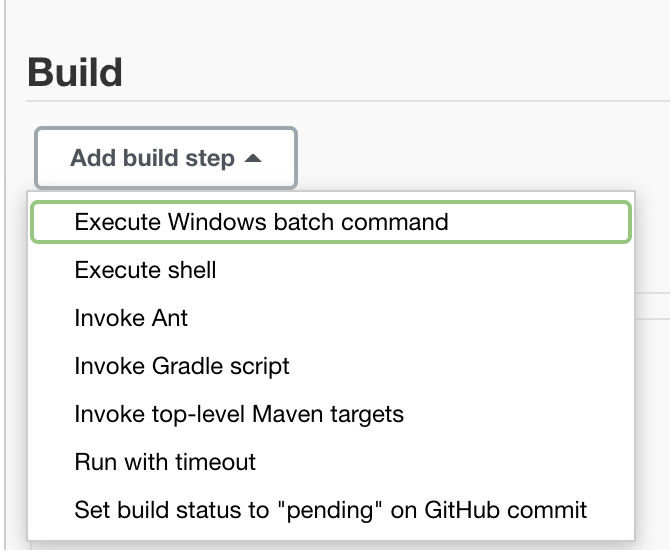 Build
Add build step
Execute Windows batch command
Execute shell
Invoke Ant
Invoke Gradle script
Invoke top-level Maven targets
Run with timeout
Set build status to "pending" on GitHub commit